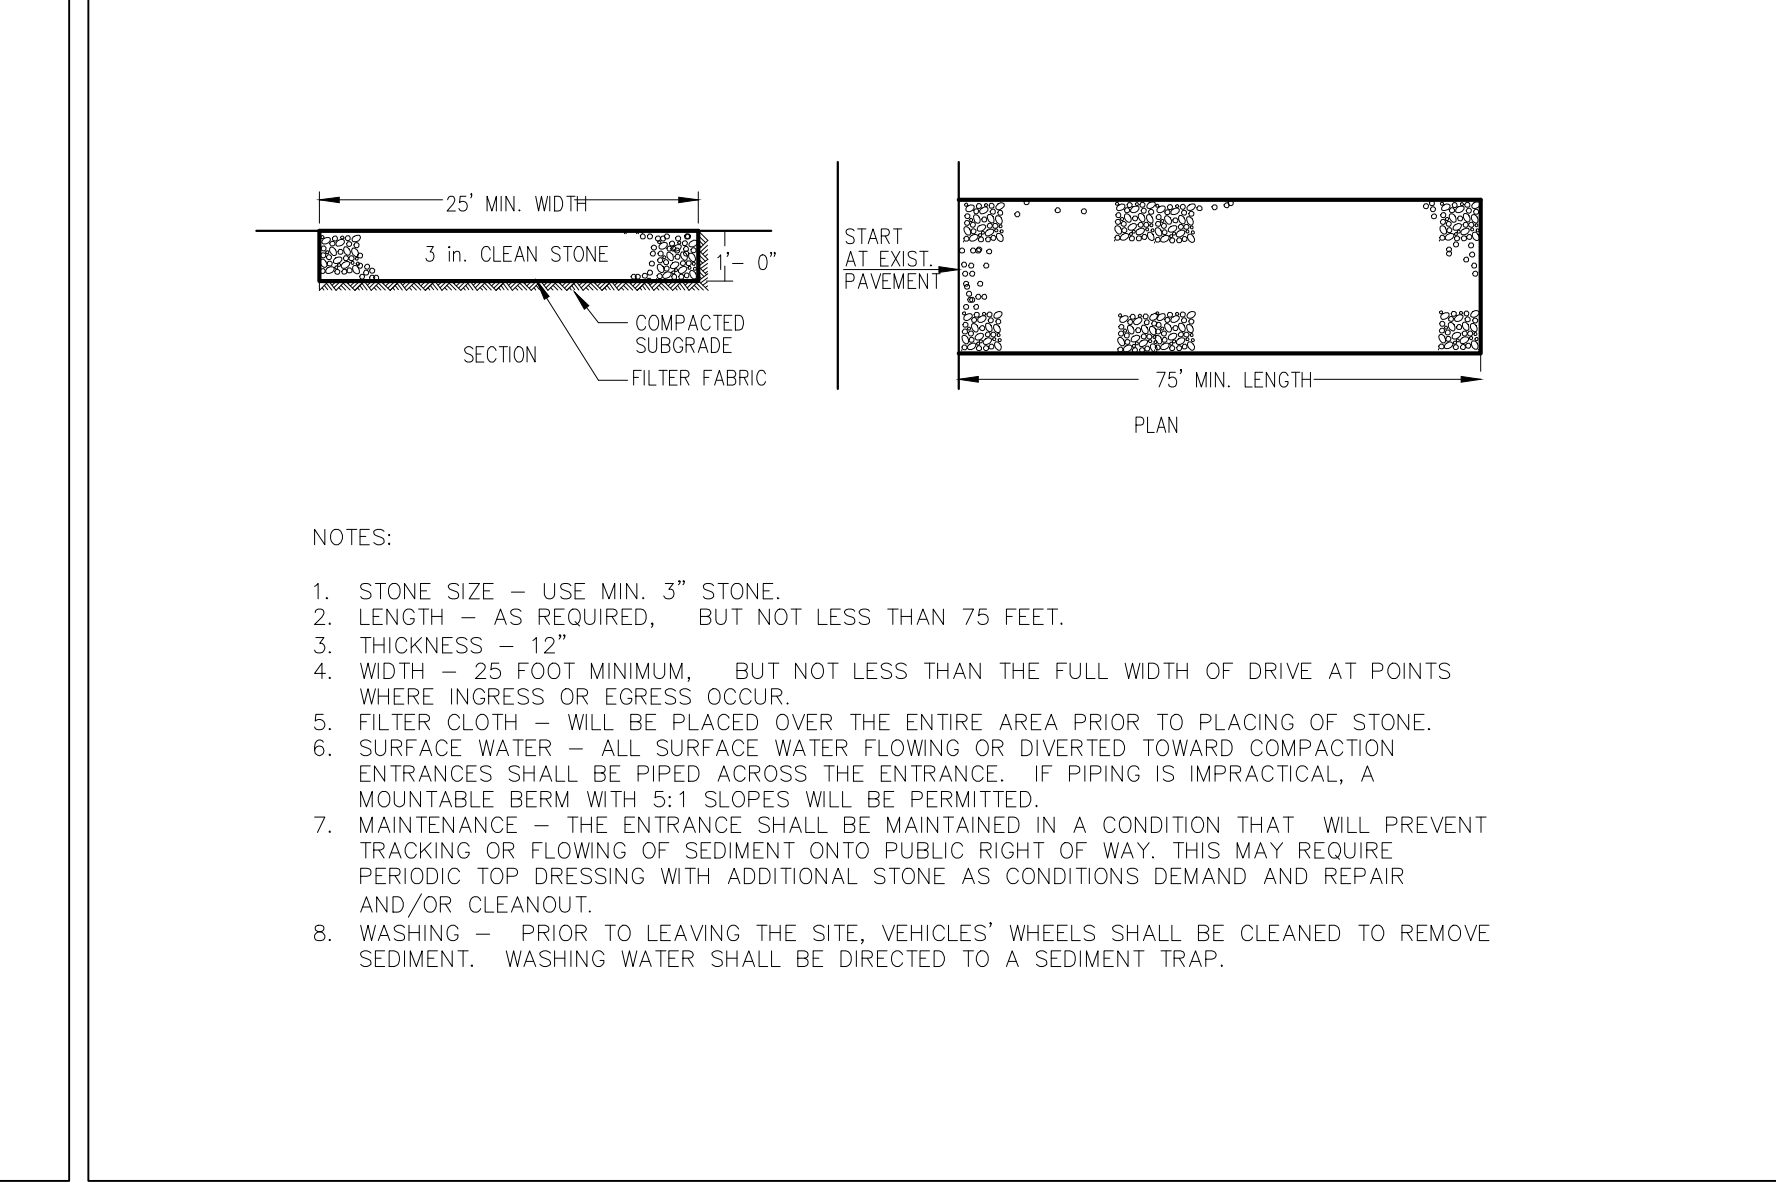 25' MIN. WIDTH
3 in. CLEAN STONE
1'- 0"
COMPACTED
SUBGRADE
SECTION
FILTER FABRIC
START
AT EXIST.
PAVEMENT
75' MIN. LENGTH
PLAN
NOTES:
1. STONE SIZE – USE MIN. 3" STONE.
2. LENGTH – AS REQUIRED, BUT NOT LESS THAN 75 FEET.
3. THICKNESS – 12"
4. WIDTH – 25 FOOT MINIMUM, BUT NOT LESS THAN THE FULL WIDTH OF DRIVE AT POINTS
WHERE INGRESS OR EGRESS OCCUR.
5. FILTER CLOTH – WILL BE PLACED OVER THE ENTIRE AREA PRIOR TO PLACING OF STONE.
6. SURFACE WATER – ALL SURFACE WATER FLOWING OR DIVERTED TOWARD COMPACTION
ENTRANCES SHALL BE PIPED ACROSS THE ENTRANCE. IF PIPING IS IMPRACTICAL, A
MOUNTABLE BERM WITH 5:1 SLOPES WILL BE PERMITTED.
7. MAINTENANCE – THE ENTRANCE SHALL BE MAINTAINED IN A CONDITION THAT WILL PREVENT
TRACKING OR FLOWING OF SEDIMENT ONTO PUBLIC RIGHT OF WAY. THIS MAY REQUIRE
PERIODIC TOP DRESSING WITH ADDITIONAL STONE AS CONDITIONS DEMAND AND REPAIR
AND/OR CLEANOUT.
8. WASHING – PRIOR TO LEAVING THE SITE, VEHICLES' WHEELS SHALL BE CLEANED TO REMOVE
SEDIMENT. WASHING WATER SHALL BE DIRECTED TO A SEDIMENT TRAP.